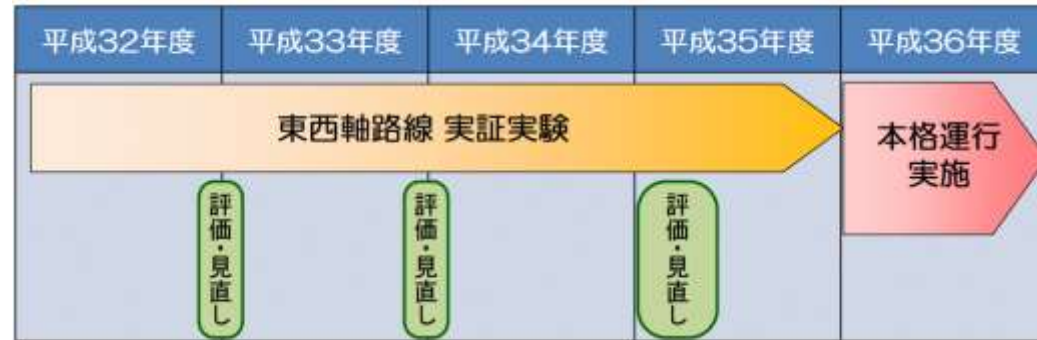 平成32年度
平成33年度
平成34年度
平成35年度
平成36年度
東西軸路線 実証実験
本格運行
実施
評価・見直し
評価・見直し
評価・見直し